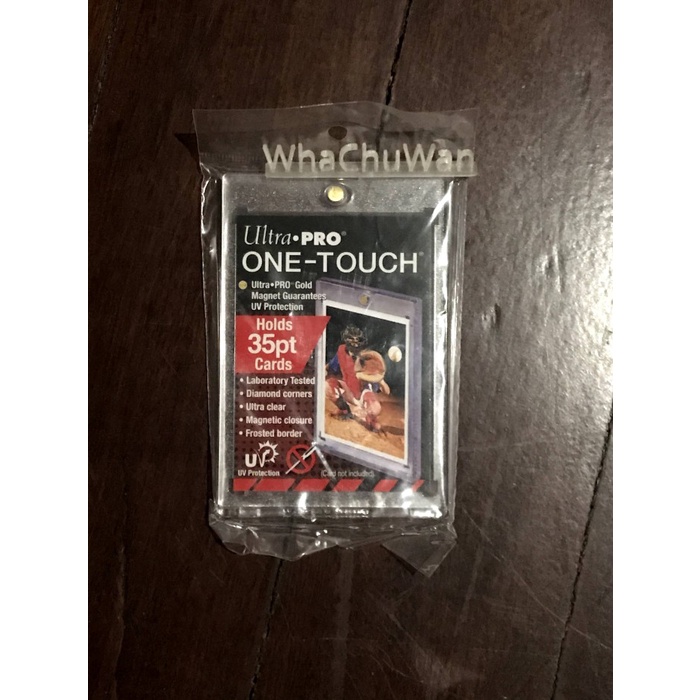 WhaChuWan
Ultra•PRO®
ONE-TOUCH®
Ultra•PRO™ Gold
Magnet Guarantees
UV Protection
Holds
35pt
Cards
• Laboratory Tested
• Diamond corners
• Ultra clear
• Magnetic closure
• Frosted border
UV
UV Protection
(Card not included)